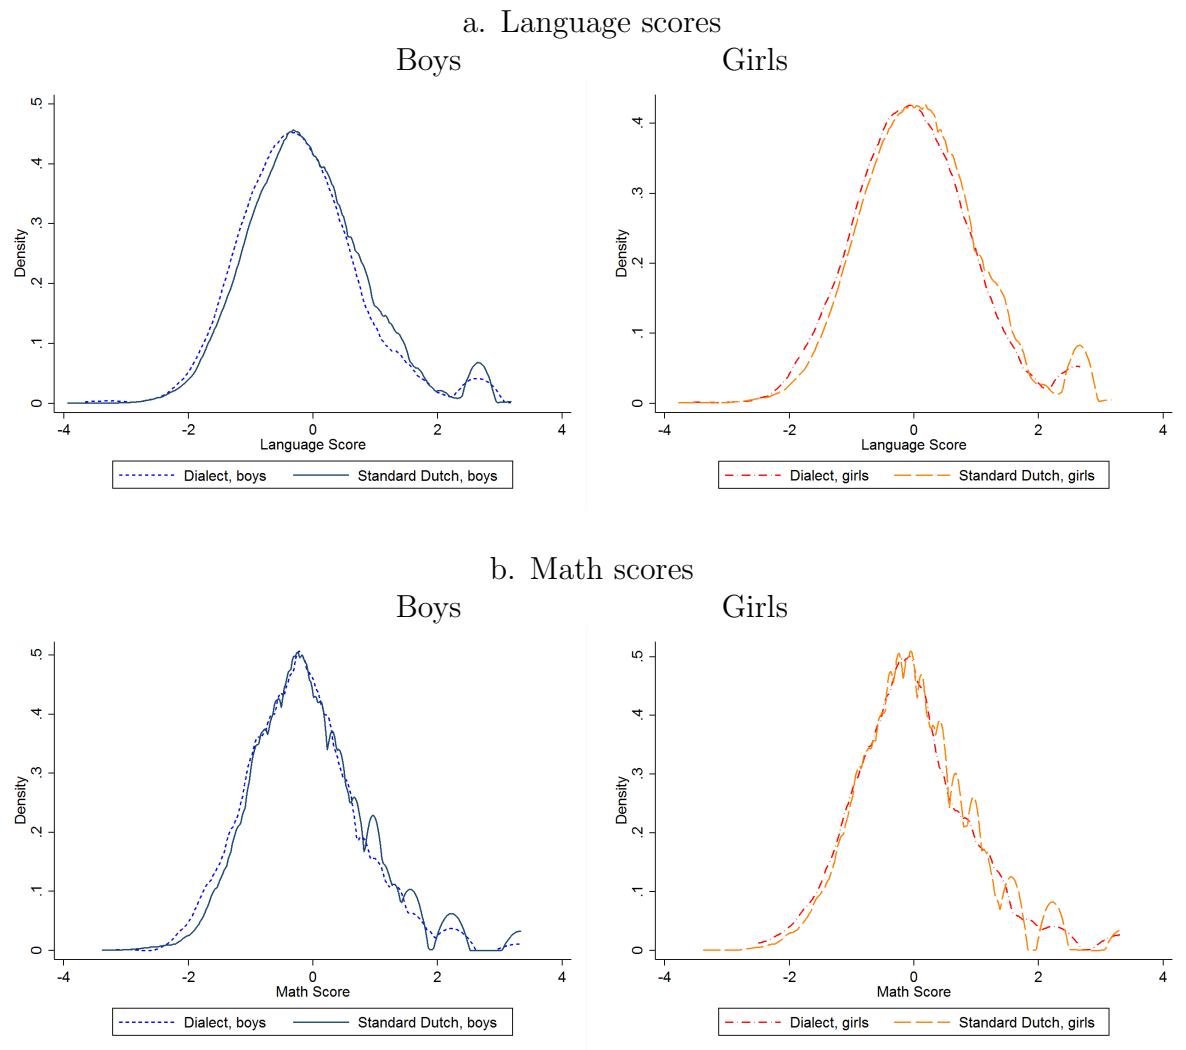 a. Language scores
Boys Girls
Density
.5
.4
.3
.2
.1
0
-4 -2 0 2 4
Language Score
Dialect, boys Standard Dutch, boys
Density
.4
.3
.2
.1
0
-4 -2 0 2 4
Language Score
Dialect, girls Standard Dutch, girls
b. Math scores
Boys Girls
Density
.5
.4
.3
.2
.1
0
-4 -2 0 2 4
Math Score
Dialect, boys Standard Dutch, boys
Density
.5
.4
.3
.2
.1
0
-4 -2 0 2 4
Math Score
Dialect, girls Standard Dutch, girls